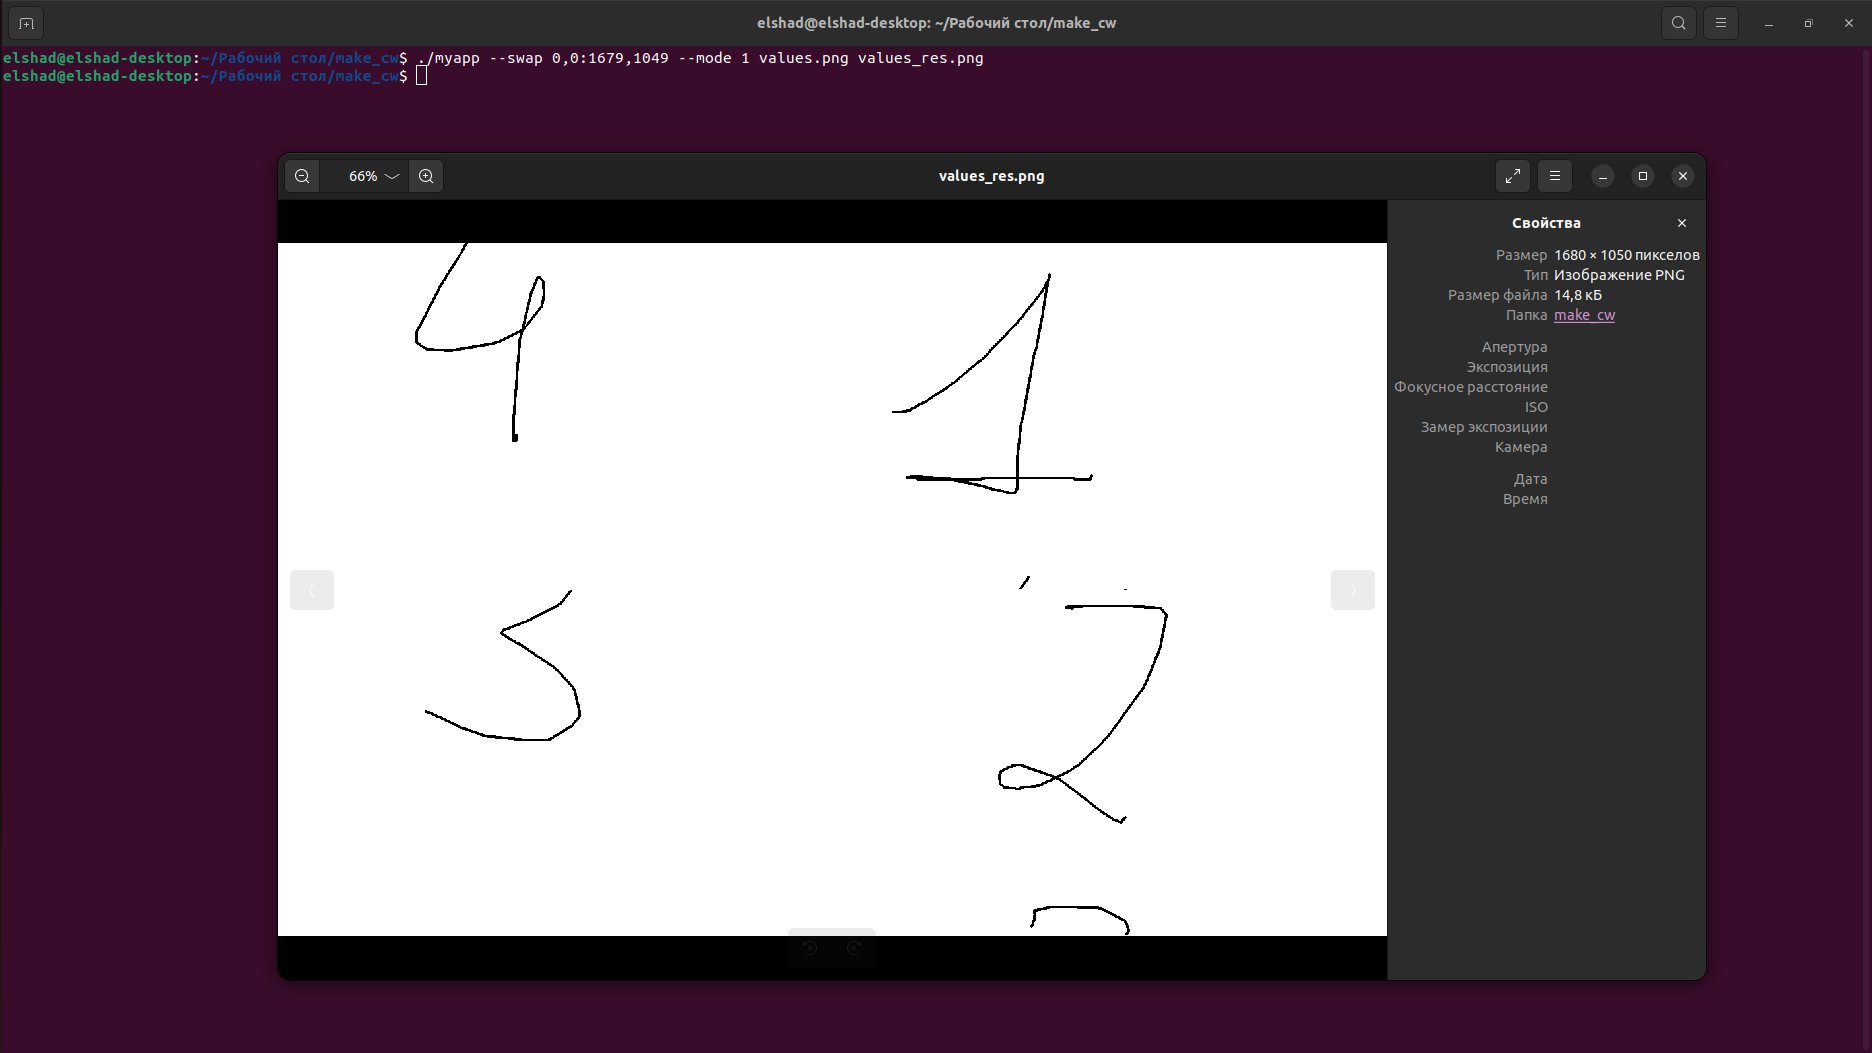 elshad@elshad-desktop: ~/Рабочий стол/make_cw
elshad@elshad-desktop:~/Рабочий стол/make_cw$ ./myapp --swap 0,0:1679,1049 --mode 1 values.png values_res.png
elshad@elshad-desktop:~/Рабочий стол/make_cw$
66%
values_res.png
Свойства
Размер 1680 × 1050 пикселов
Тип Изображение PNG
Размер файла 14,8 кБ
Папка make_cw
Апертура
Экспозиция
Фокусное расстояние
ISO
Замер экспозиции
Камера
Дата
Время
4 1
3 2